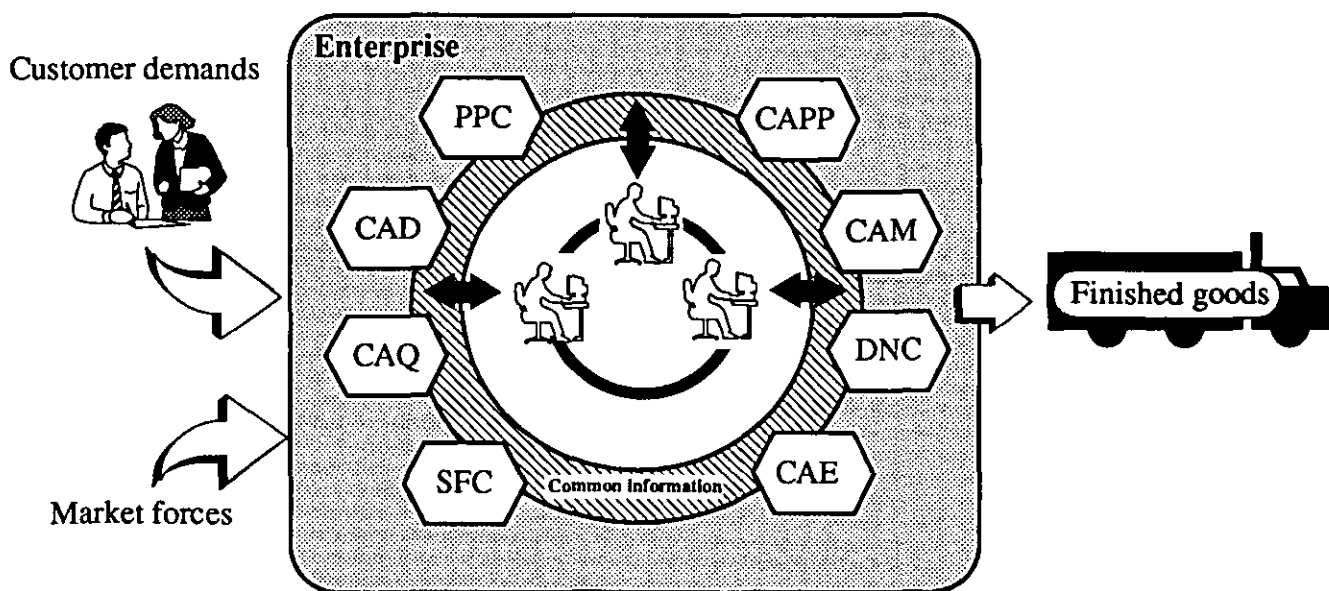 Enterprise
Customer demands
PPC
CAPP
CAD
CAM
Finished goods
CAQ
DNC
SFC
CAE
Common information
Market forces